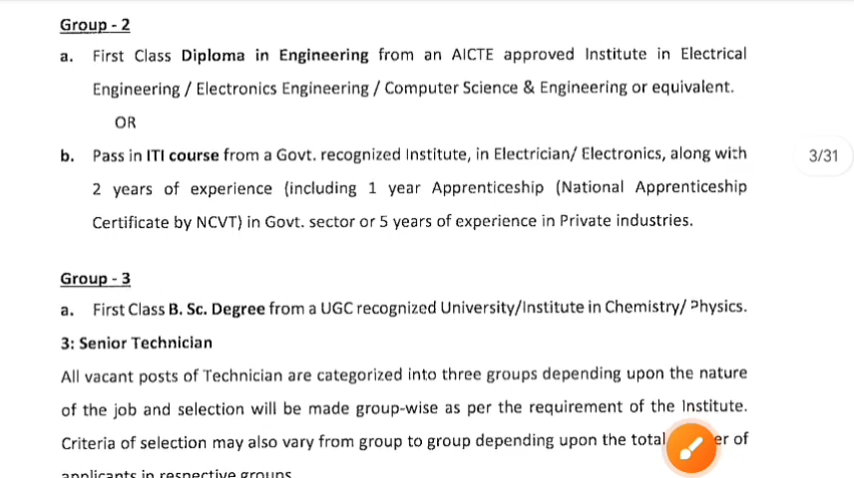 Group - 2
a. First Class Diploma in Engineering from an AICTE approved Institute in Electrical
Engineering / Electronics Engineering / Computer Science & Engineering or equivalent.
OR
b. Pass in ITI course from a Govt. recognized Institute, in Electrician/ Electronics, along with
2 years of experience (including 1 year Apprenticeship (National Apprenticeship
Certificate by NCVT) in Govt. sector or 5 years of experience in Private industries.
3/31
Group - 3
a. First Class B. Sc. Degree from a UGC recognized University/Institute in Chemistry/ Physics.
3: Senior Technician
All vacant posts of Technician are categorized into three groups depending upon the nature
of the job and selection will be made group-wise as per the requirement of the Institute.
Criteria of selection may also vary from group to group depending upon the total er of
applicants in respective groups